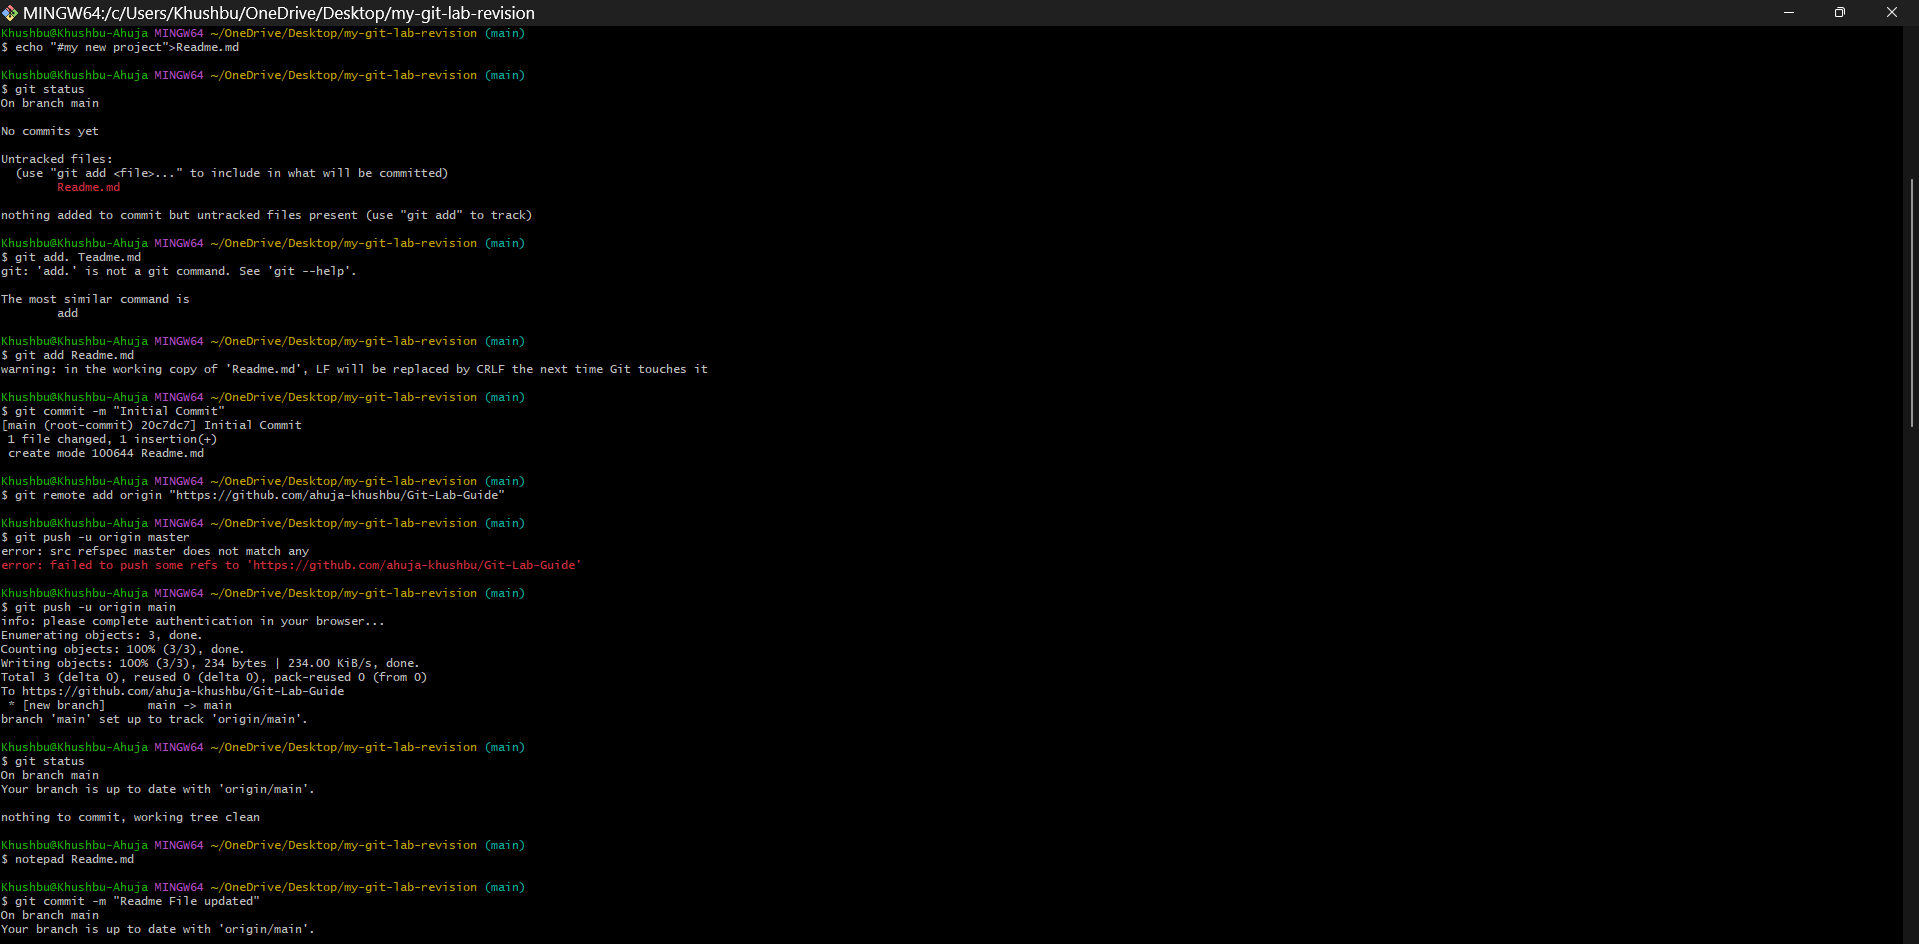 MINGW64:/c/Users/Khushbu/OneDrive/Desktop/my-git-lab-revision
Khushbu@Khushbu-Ahuja MINGW64 ~/OneDrive/Desktop/my-git-lab-revision (main)
$ echo "#my new project">Readme.md
Khushbu@Khushbu-Ahuja MINGW64 ~/OneDrive/Desktop/my-git-lab-revision (main)
$ git status
On branch main
No commits yet
Untracked files:
  (use "git add <file>..." to include in what will be committed)
        Readme.md
nothing added to commit but untracked files present (use "git add" to track)
Khushbu@Khushbu-Ahuja MINGW64 ~/OneDrive/Desktop/my-git-lab-revision (main)
$ git add. Teadme.md
git: 'add.' is not a git command. See 'git --help'.
The most similar command is
        add
Khushbu@Khushbu-Ahuja MINGW64 ~/OneDrive/Desktop/my-git-lab-revision (main)
$ git add Readme.md
warning: in the working copy of 'Readme.md', LF will be replaced by CRLF the next time Git touches it
Khushbu@Khushbu-Ahuja MINGW64 ~/OneDrive/Desktop/my-git-lab-revision (main)
$ git commit -m "Initial Commit"
[main (root-commit) 20c7dc7] Initial Commit
 1 file changed, 1 insertion(+)
 create mode 100644 Readme.md
Khushbu@Khushbu-Ahuja MINGW64 ~/OneDrive/Desktop/my-git-lab-revision (main)
$ git remote add origin "https://github.com/ahuja-khushbu/Git-Lab-Guide"
Khushbu@Khushbu-Ahuja MINGW64 ~/OneDrive/Desktop/my-git-lab-revision (main)
$ git push -u origin master
error: src refspec master does not match any
error: failed to push some refs to 'https://github.com/ahuja-khushbu/Git-Lab-Guide'
Khushbu@Khushbu-Ahuja MINGW64 ~/OneDrive/Desktop/my-git-lab-revision (main)
$ git push -u origin main
info: please complete authentication in your browser...
Enumerating objects: 3, done.
Counting objects: 100% (3/3), done.
Writing objects: 100% (3/3), 234 bytes | 234.00 KiB/s, done.
Total 3 (delta 0), reused 0 (delta 0), pack-reused 0 (from 0)
To https://github.com/ahuja-khushbu/Git-Lab-Guide
 * [new branch]      main -> main
branch 'main' set up to track 'origin/main'.
Khushbu@Khushbu-Ahuja MINGW64 ~/OneDrive/Desktop/my-git-lab-revision (main)
$ git status
On branch main
Your branch is up to date with 'origin/main'.
nothing to commit, working tree clean
Khushbu@Khushbu-Ahuja MINGW64 ~/OneDrive/Desktop/my-git-lab-revision (main)
$ notepad Readme.md
Khushbu@Khushbu-Ahuja MINGW64 ~/OneDrive/Desktop/my-git-lab-revision (main)
$ git commit -m "Readme File updated"
On branch main
Your branch is up to date with 'origin/main'.